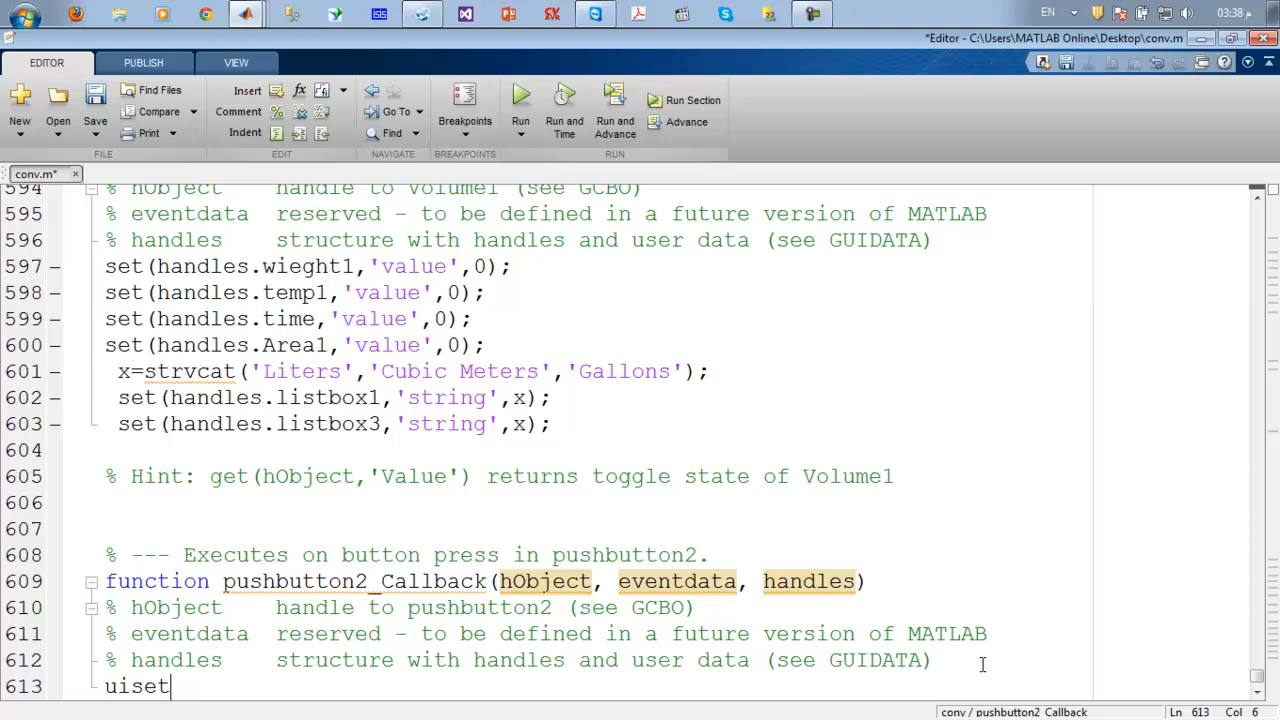 EN
03:38 م
*Editor - C:\Users\MATLAB Online\Desktop\conv.m
EDITOR PUBLISH VIEW
New Open Save Find Files Compare Print
Insert fx
Comment %
Indent
Go To Find
Breakpoints
Run Run and Time Run and Advance Run Section Advance
FILE EDIT NAVIGATE BREAKPOINTS RUN
conv.m* ×
594 % hObject    handle to Volume1 (see GCBO)
595 % eventdata  reserved - to be defined in a future version of MATLAB
596 % handles    structure with handles and user data (see GUIDATA)
597 – set(handles.wieght1,'value',0);
598 – set(handles.temp1,'value',0);
599 – set(handles.time,'value',0);
600 – set(handles.Area1,'value',0);
601 – x=strvcat('Liters','Cubic Meters','Gallons');
602 – set(handles.listbox1,'string',x);
603 – set(handles.listbox3,'string',x);
604
605 % Hint: get(hObject,'Value') returns toggle state of Volume1
606
607
608 % --- Executes on button press in pushbutton2.
609 function pushbutton2_Callback(hObject, eventdata, handles)
610 % hObject    handle to pushbutton2 (see GCBO)
611 % eventdata  reserved - to be defined in a future version of MATLAB
612 % handles    structure with handles and user data (see GUIDATA)
613 uiset
conv / pushbutton2_Callback Ln 613 Col 6